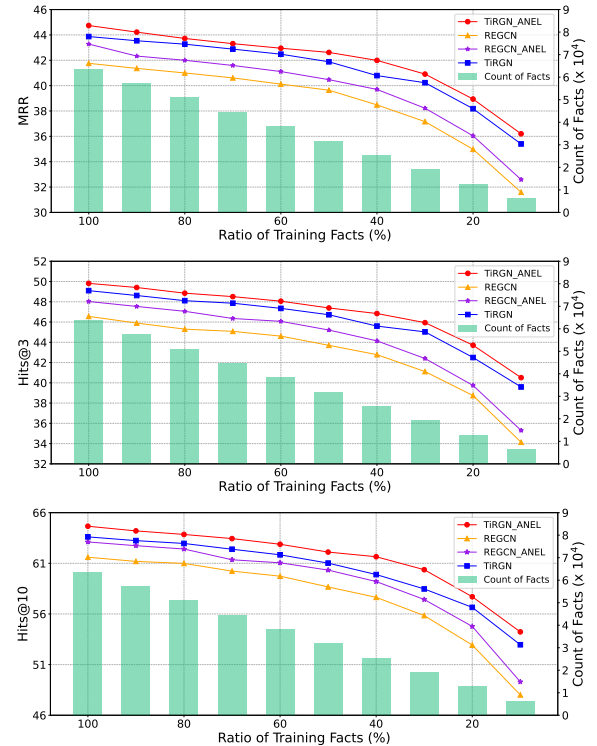 46
44
42
40
38
36
34
32
30
MRR
9
8
7
6
5
4
3
2
1
0
Count of Facts (x 10⁴)
TiRGN_ANEL
REGCN
REGCN_ANEL
TiRGN
Count of Facts
100 80 60 40 20
Ratio of Training Facts (%)
52
50
48
46
44
42
40
38
36
34
32
Hits@3
9
8
7
6
5
4
3
2
1
0
Count of Facts (x 10⁴)
TiRGN_ANEL
REGCN
REGCN_ANEL
TiRGN
Count of Facts
100 80 60 40 20
Ratio of Training Facts (%)
66
61
56
51
46
Hits@10
9
8
7
6
5
4
3
2
1
0
Count of Facts (x 10⁴)
TiRGN_ANEL
REGCN
REGCN_ANEL
TiRGN
Count of Facts
100 80 60 40 20
Ratio of Training Facts (%)